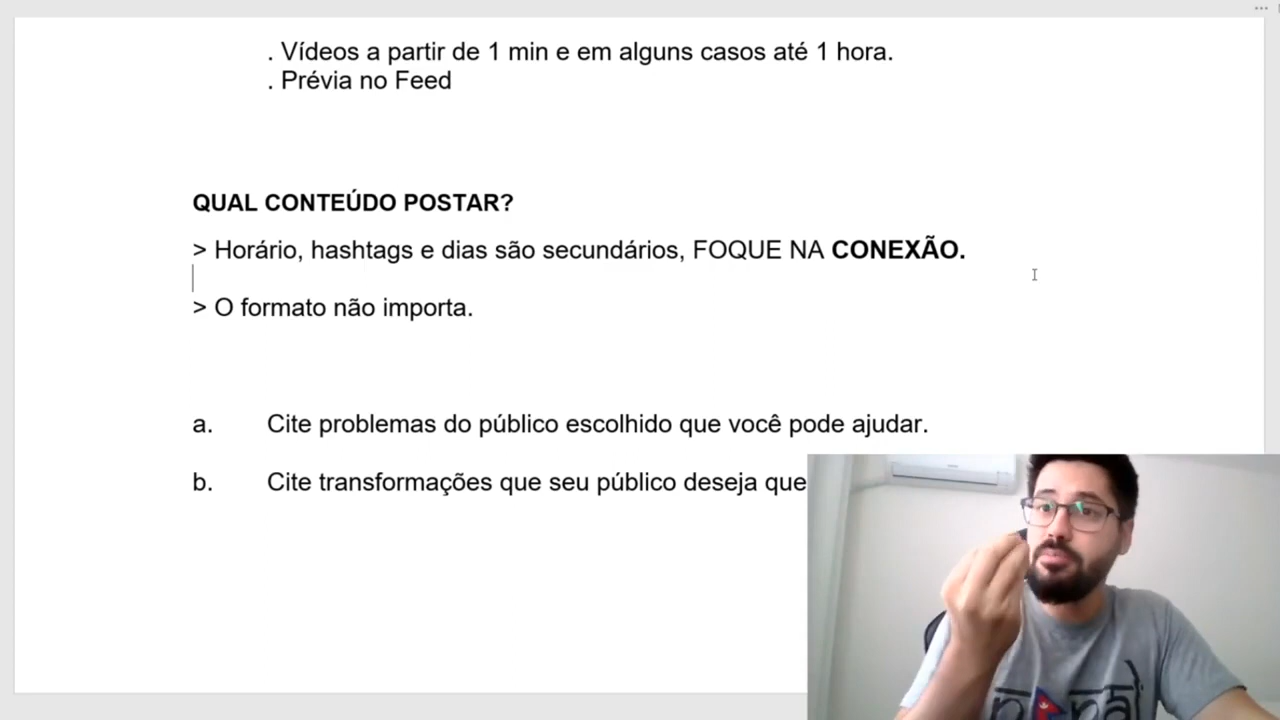 . Vídeos a partir de 1 min e em alguns casos até 1 hora.
. Prévia no Feed
QUAL CONTEÚDO POSTAR?
> Horário, hashtags e dias são secundários, FOQUE NA CONEXÃO.
> O formato não importa.
a. Cite problemas do público escolhido que você pode ajudar.
b. Cite transformações que seu público deseja que